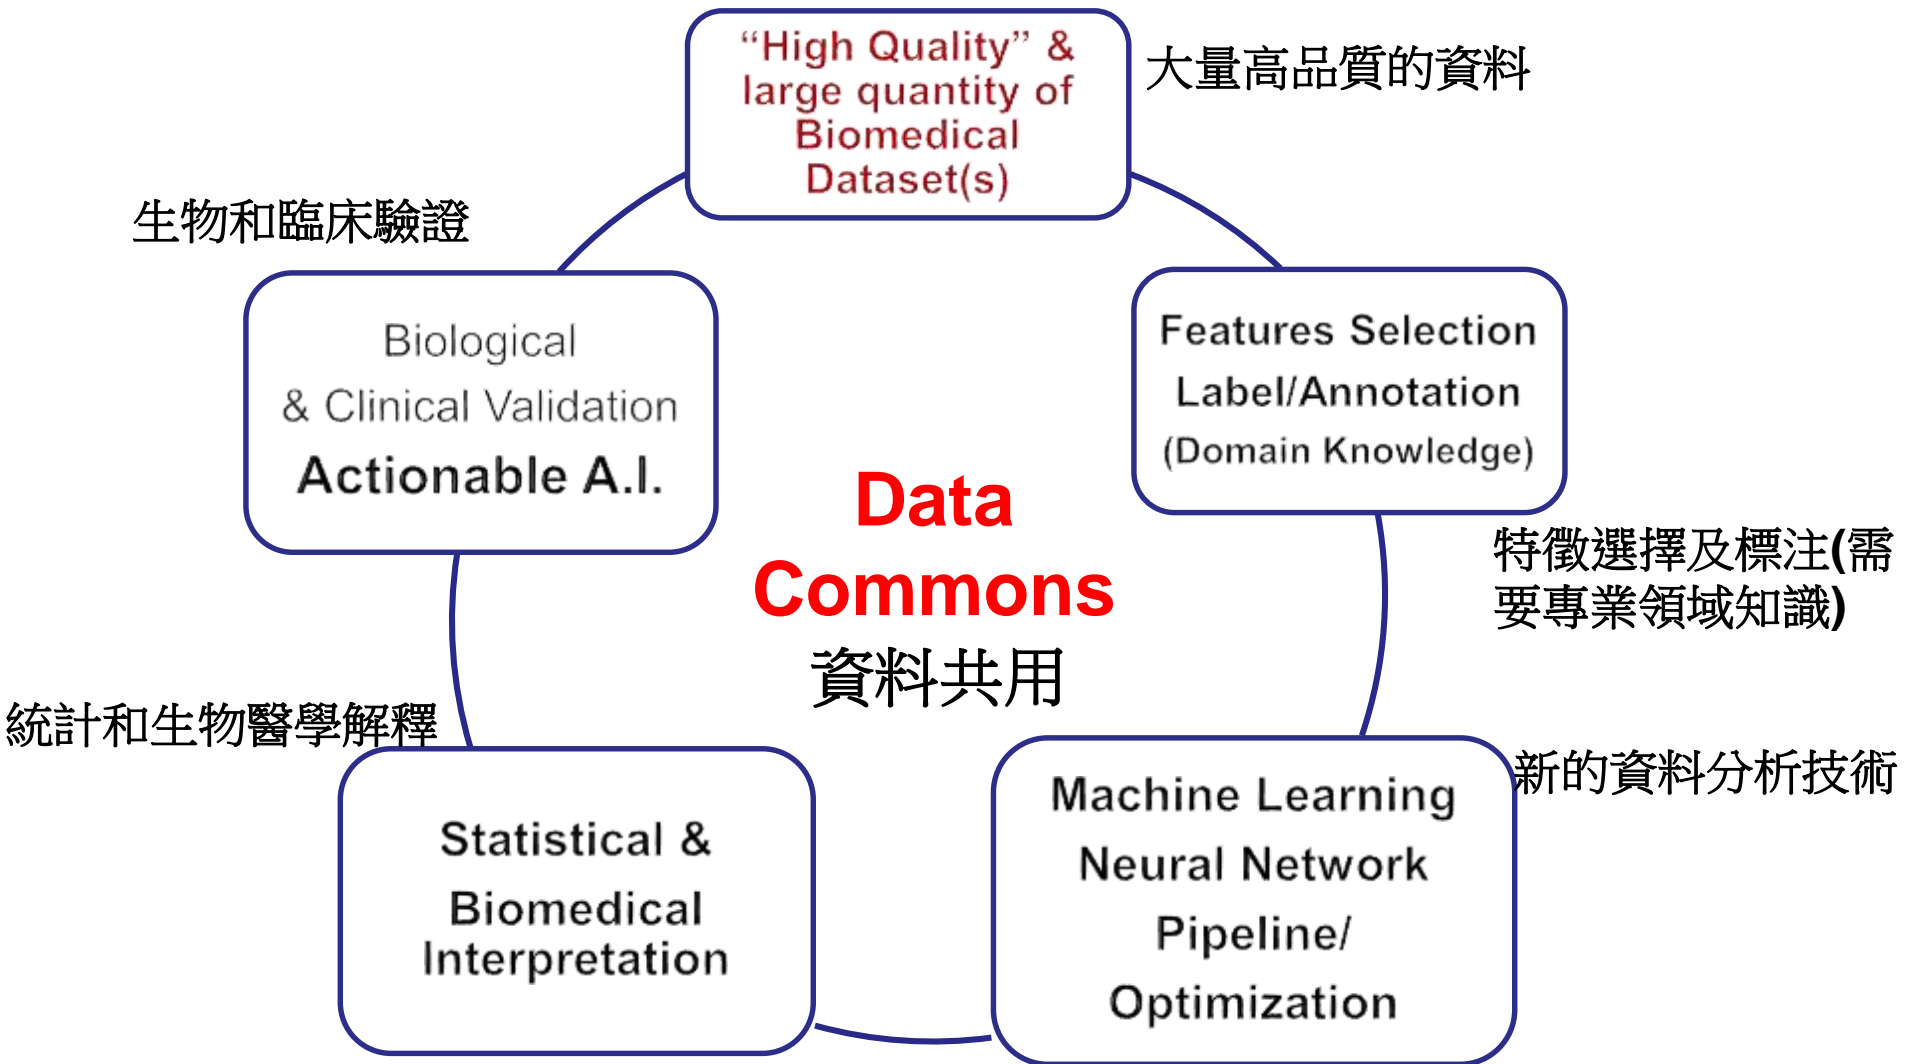 “High Quality” &
large quantity of
Biomedical
Dataset(s)
大量高品質的資料
生物和臨床驗證
Biological
& Clinical Validation
Actionable A.I.
Features Selection
Label/Annotation
(Domain Knowledge)
Data
Commons
資料共用
特徵選擇及標注(需
要專業領域知識)
統計和生物醫學解釋
Statistical &
Biomedical
Interpretation
新的資料分析技術
Machine Learning
Neural Network
Pipeline/
Optimization